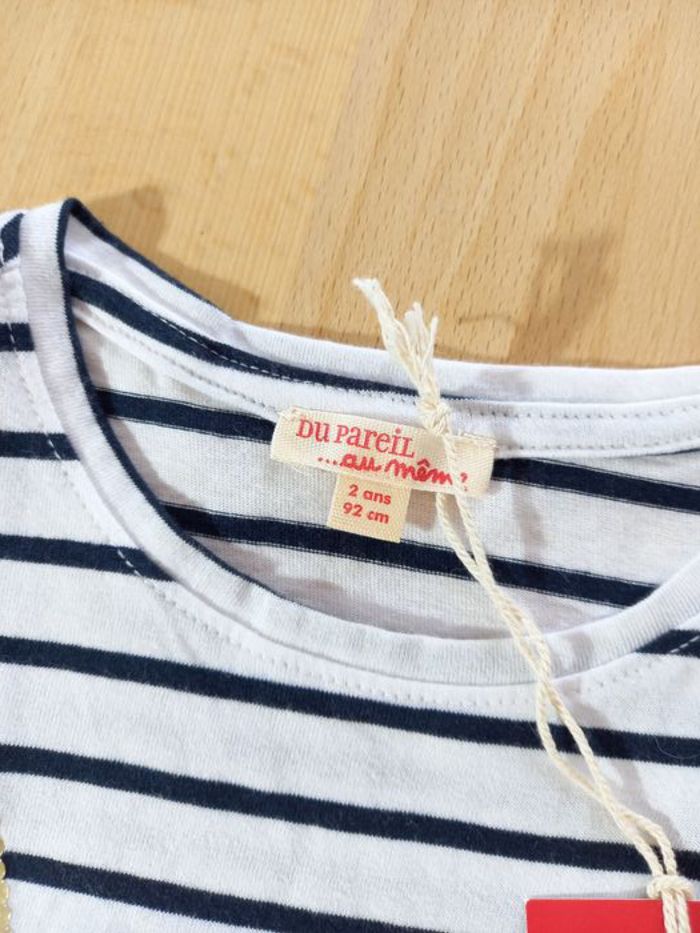 DU PAREIL
...au même
2 ans
92 cm